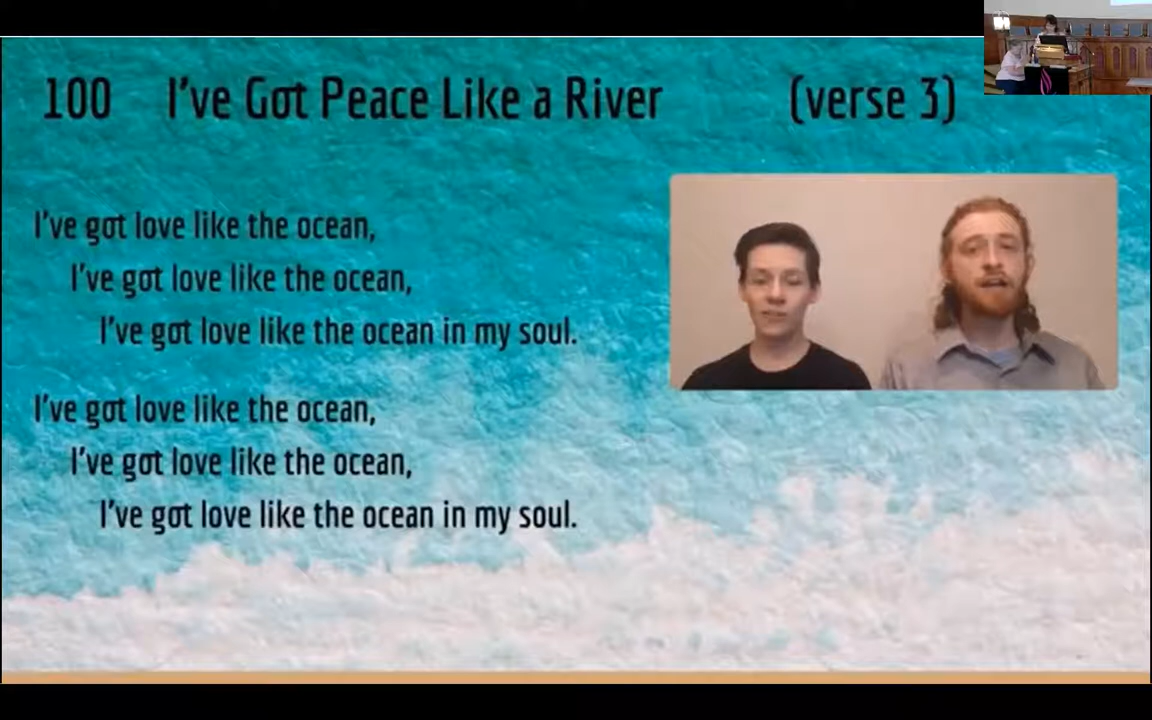 100 I've Got Peace Like a River (verse 3)
I've got love like the ocean,
I've got love like the ocean,
I've got love like the ocean in my soul.
I've got love like the ocean,
I've got love like the ocean,
I've got love like the ocean in my soul.